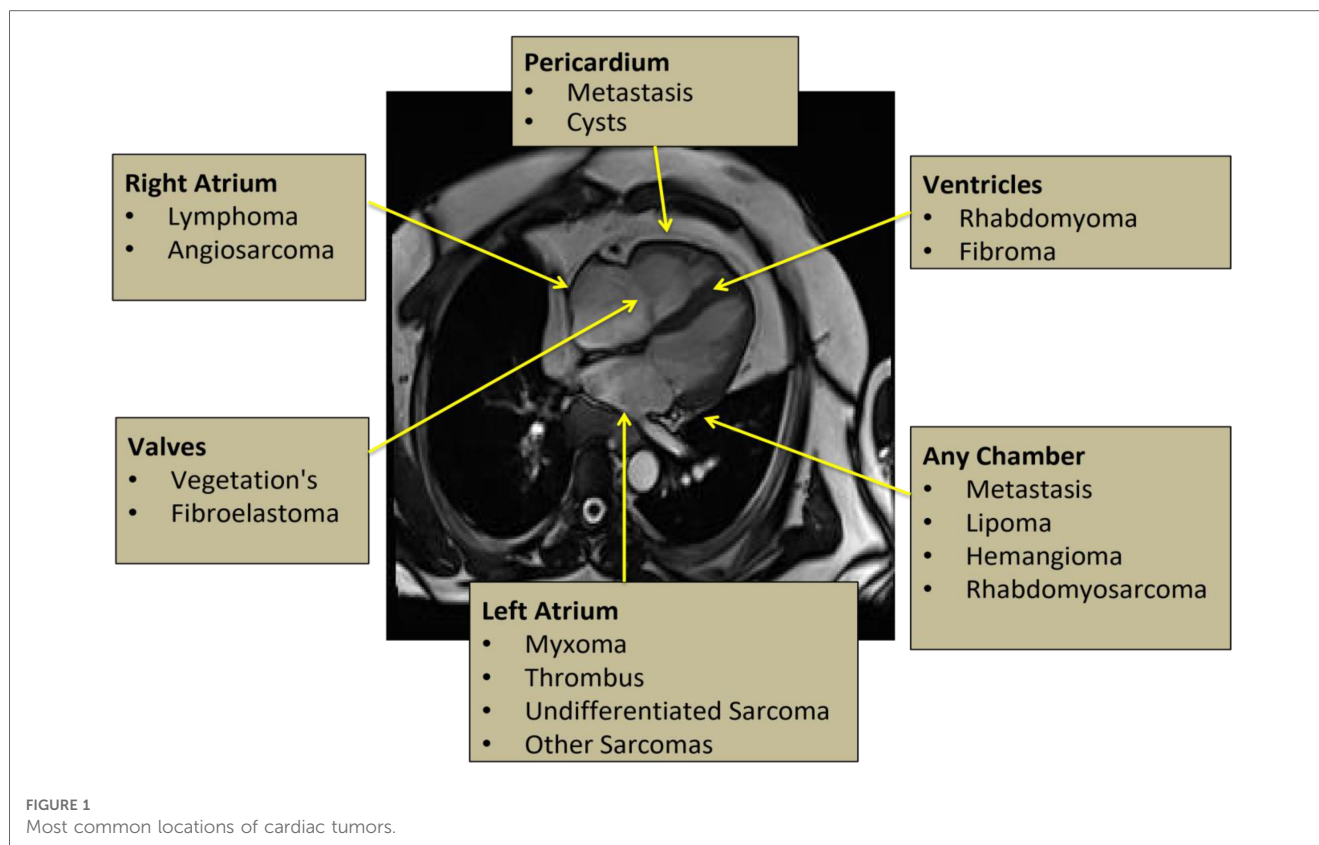 Pericardium
• Metastasis
• Cysts
Right Atrium
• Lymphoma
• Angiosarcoma
Ventricles
• Rhabdomyoma
• Fibroma
Valves
• Vegetation's
• Fibroelastoma
Any Chamber
• Metastasis
• Lipoma
• Hemangioma
• Rhabdomyosarcoma
Left Atrium
• Myxoma
• Thrombus
• Undifferentiated Sarcoma
• Other Sarcomas
FIGURE 1
Most common locations of cardiac tumors.